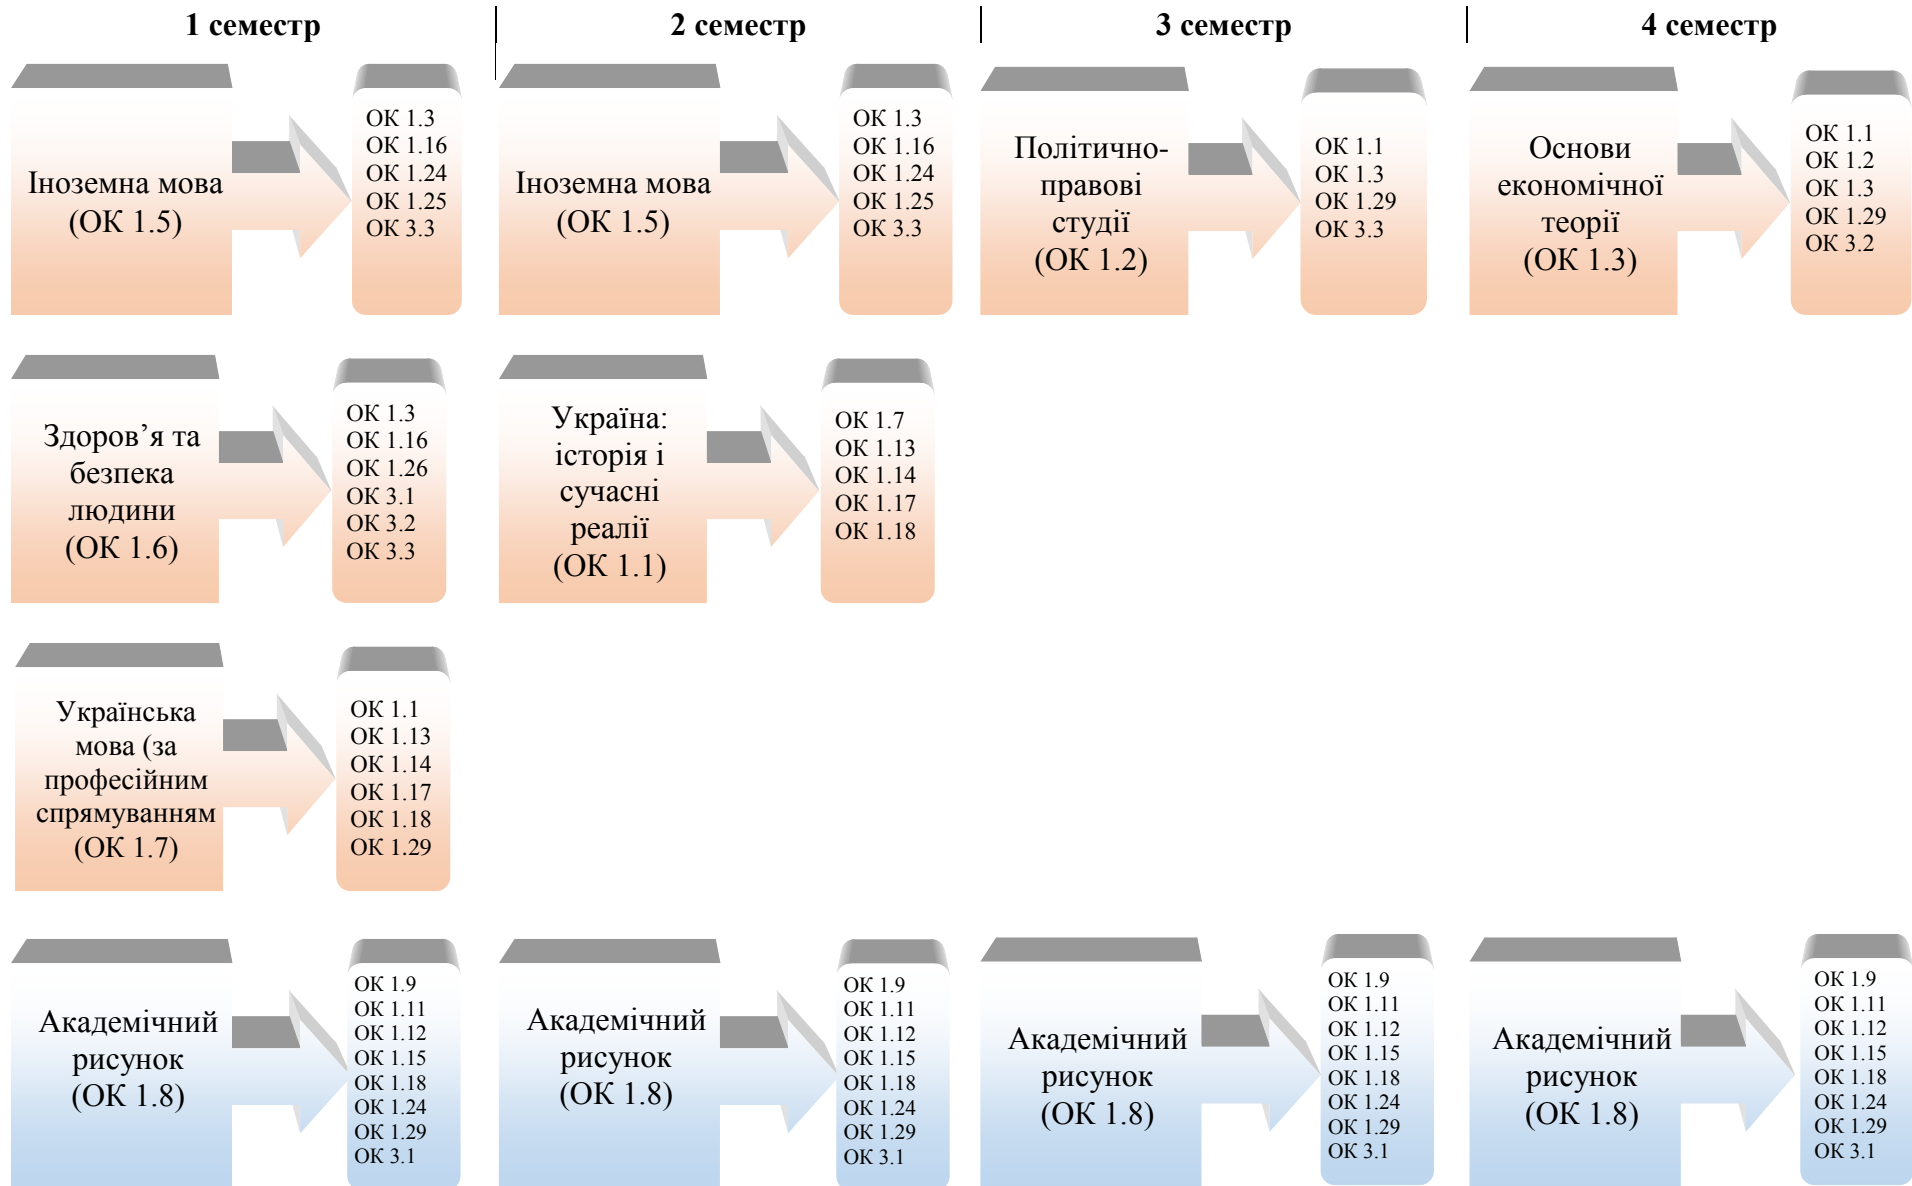 1 семестр
2 семестр
3 семестр
4 семестр
Іноземна мова
(ОК 1.5)
ОК 1.3
ОК 1.16
ОК 1.24
ОК 1.25
ОК 3.3
Іноземна мова
(ОК 1.5)
ОК 1.3
ОК 1.16
ОК 1.24
ОК 1.25
ОК 3.3
Політично-
правові
студії
(ОК 1.2)
ОК 1.1
ОК 1.3
ОК 1.29
ОК 3.3
Основи
економічної
теорії
(ОК 1.3)
ОК 1.1
ОК 1.2
ОК 1.3
ОК 1.29
ОК 3.2
Здоров’я та
безпека
людини
(ОК 1.6)
ОК 1.3
ОК 1.16
ОК 1.26
ОК 3.1
ОК 3.2
ОК 3.3
Україна:
історія і
сучасні
реалії
(ОК 1.1)
ОК 1.7
ОК 1.13
ОК 1.14
ОК 1.17
ОК 1.18
Українська
мова (за
професійним
спрямуванням
(ОК 1.7)
ОК 1.1
ОК 1.13
ОК 1.14
ОК 1.17
ОК 1.18
ОК 1.29
Академічний
рисунок
(ОК 1.8)
ОК 1.9
ОК 1.11
ОК 1.12
ОК 1.15
ОК 1.18
ОК 1.24
ОК 1.29
ОК 3.1
Академічний
рисунок
(ОК 1.8)
ОК 1.9
ОК 1.11
ОК 1.12
ОК 1.15
ОК 1.18
ОК 1.24
ОК 1.29
ОК 3.1
Академічний
рисунок
(ОК 1.8)
ОК 1.9
ОК 1.11
ОК 1.12
ОК 1.15
ОК 1.18
ОК 1.24
ОК 1.29
ОК 3.1
Академічний
рисунок
(ОК 1.8)
ОК 1.9
ОК 1.11
ОК 1.12
ОК 1.15
ОК 1.18
ОК 1.24
ОК 1.29
ОК 3.1